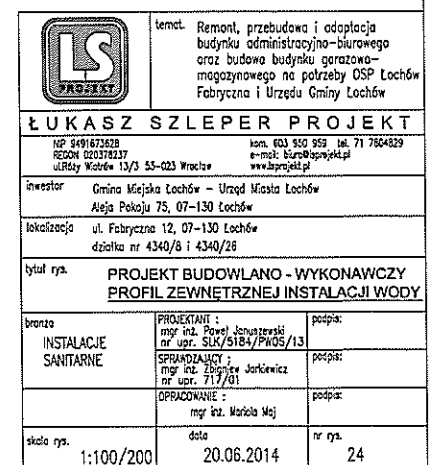 LS
PROJEKT
temat. Remont, przebudowa i adaptacja
budynku administracyjno-biurowego
oraz budowa budynku garażowo-
magazynowego na potrzeby OSP Łochów
Fabryczna i Urzędu Gminy Łochów
ŁUKASZ SZLEPER PROJEKT
NIP 9491673628 kom. 603 950 959 tel. 71 7604829
REGON 020378237 e-mail: biuro@lsprojekt.pl
ul.Róży Wiatrów 13/3 53-023 Wrocław www.lsprojekt.pl
inwestor Gmina Miejska Łochów - Urząd Miasta Łochów
Aleja Pokoju 75, 07-130 Łochów
lokalizacja ul. Fabryczna 12, 07-130 Łochów
działka nr 4340/8 i 4340/26
tytuł rys. PROJEKT BUDOWLANO - WYKONAWCZY
PROFIL ZEWNĘTRZNEJ INSTALACJI WODY
branża PROJEKTANT : podpis:
INSTALACJE mgr inż. Paweł Januszewski
SANITARNE nr upr. SLK/5184/PWOS/13
SPRAWDZAJĄCY : podpis:
mgr inż. Zbigniew Jarkiewicz
nr upr. 717/01
OPRACOWANIE : podpis:
mgr inż. Mariola Maj
skala rys. data nr rys.
1:100/200 20.06.2014 24